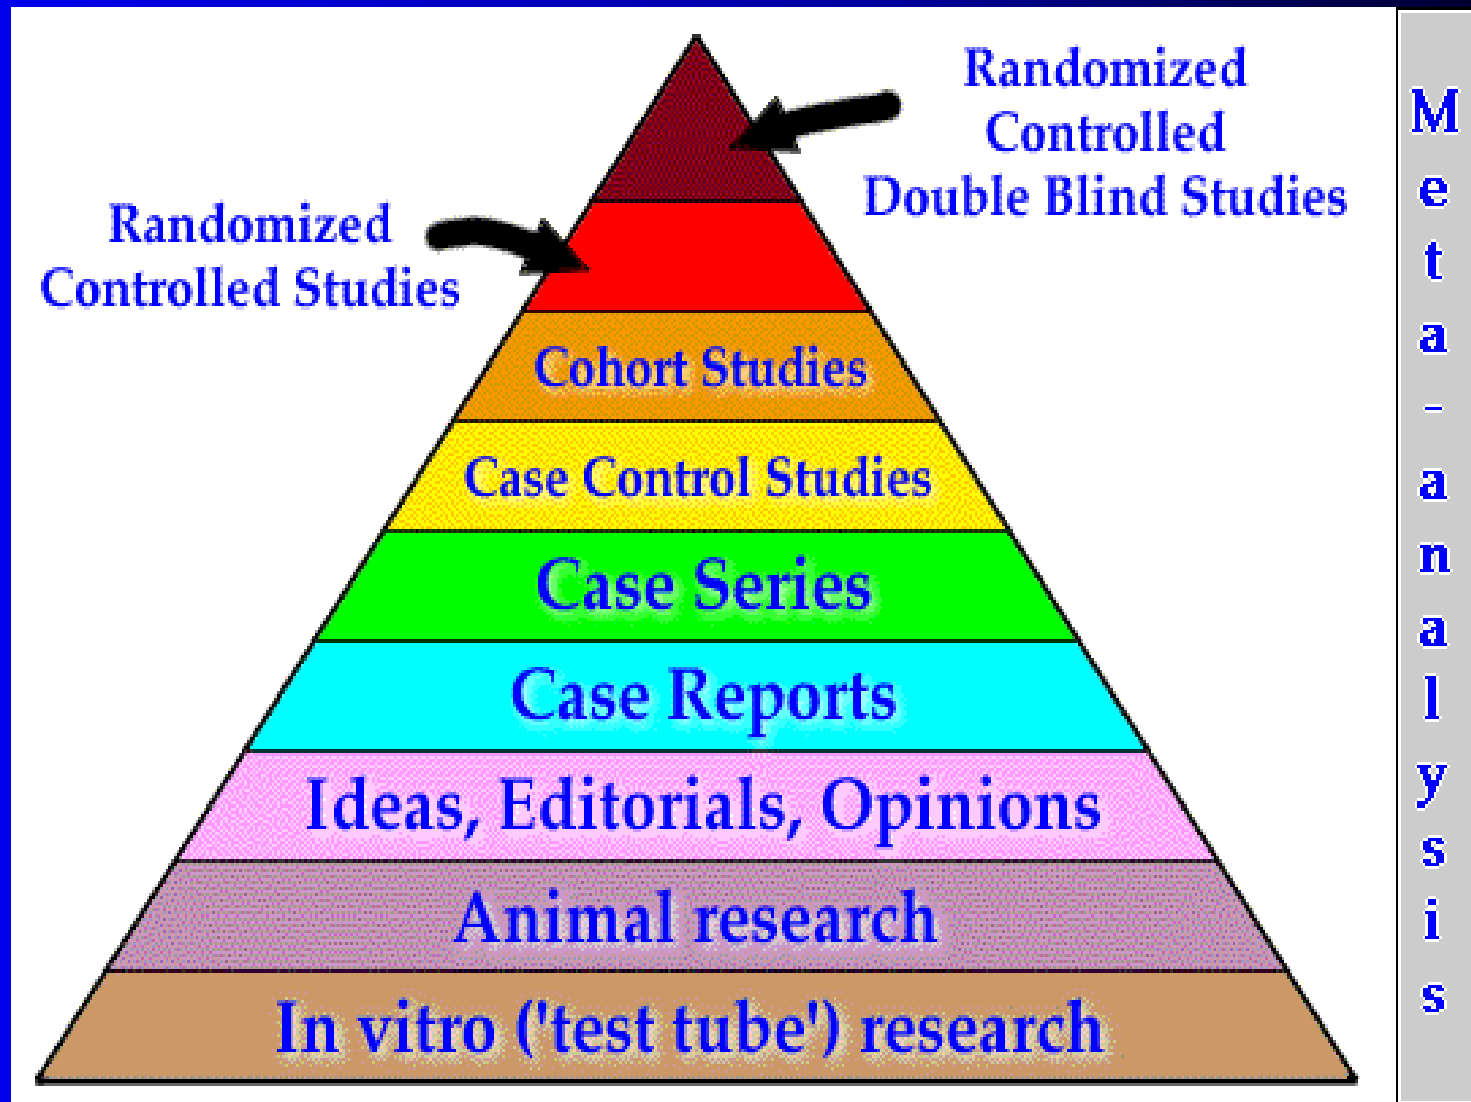 Randomized
Controlled
Double Blind Studies
Randomized
Controlled Studies
Cohort Studies
Case Control Studies
Case Series
Case Reports
Ideas, Editorials, Opinions
Animal research
In vitro ('test tube') research
Meta-analysis